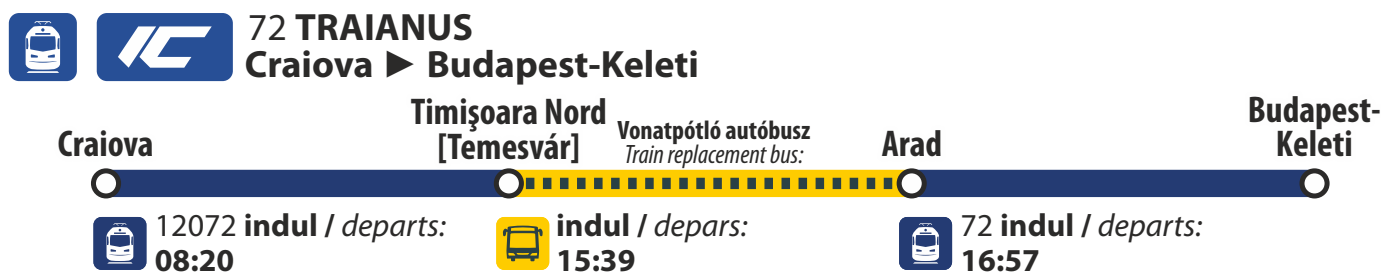 IC
72 TRAIANUS
Craiova ► Budapest-Keleti
Craiova
Timişoara Nord
[Temesvár]
Vonatpótló autóbusz
Train replacement bus:
Arad
Budapest-
Keleti
12072 indul / departs:
08:20
indul / depars:
15:39
72 indul / departs:
16:57